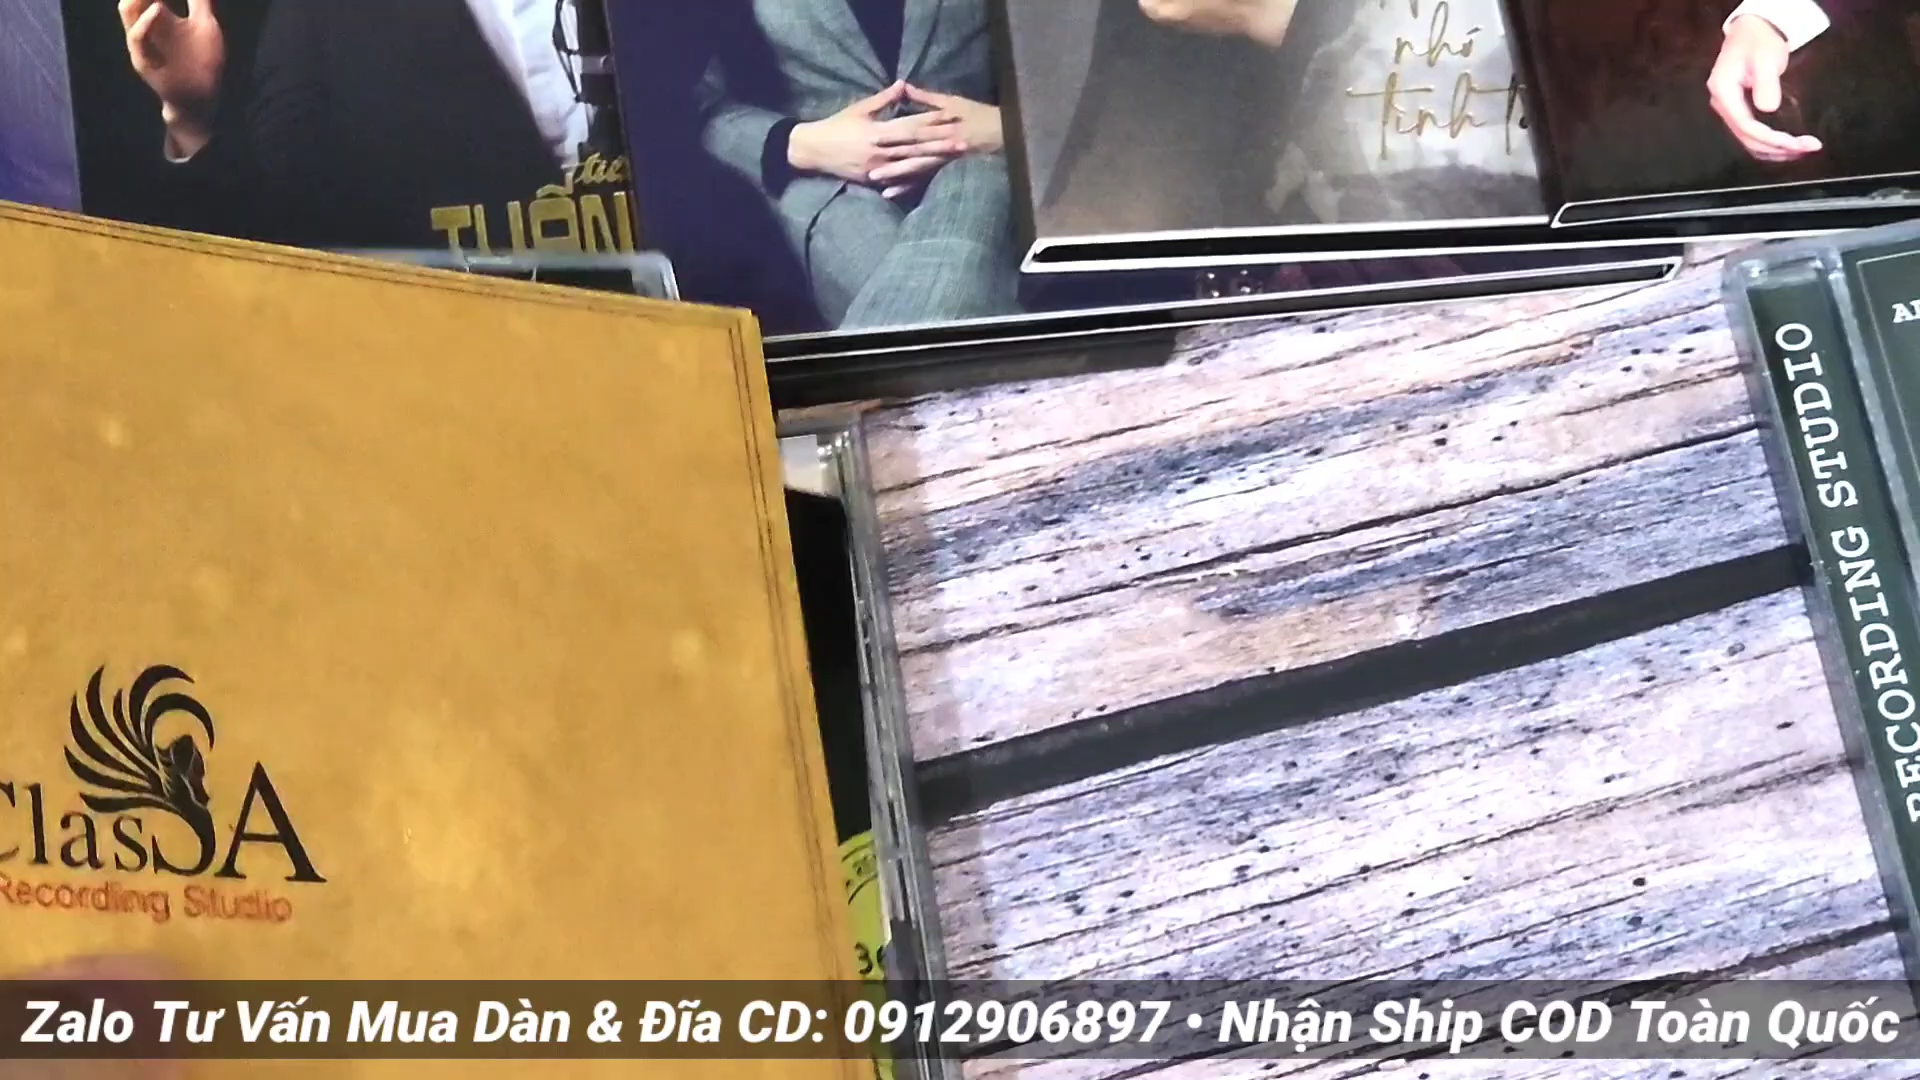 nhớ
tình
TUẤN
RECORDING STUDIO
ClassA
Recording Studio
Zalo Tư Vấn Mua Dàn & Đĩa CD: 0912906897 • Nhận Ship COD Toàn Quốc